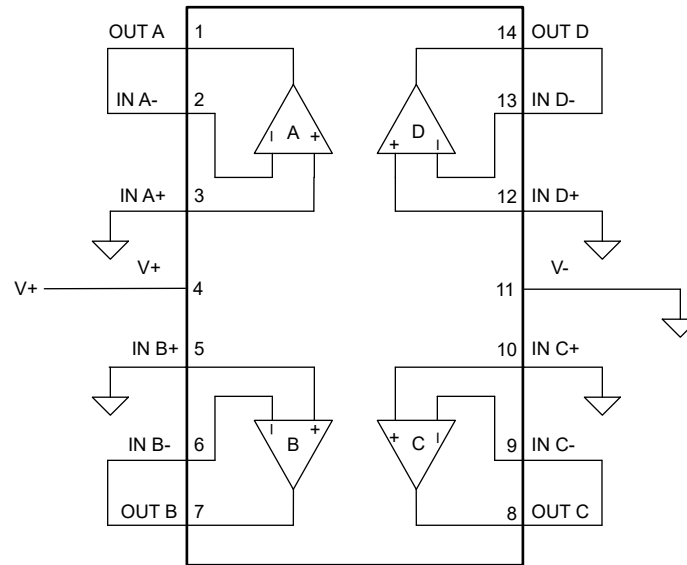 OUT A 1 14 OUT D
IN A- 2 13 IN D-
− A + + D −
IN A+ 3 12 IN D+
V+ V-
V+ 4 11
IN B+ 5 10 IN C+
− B + + C −
IN B- 6 9 IN C-
OUT B 7 8 OUT C